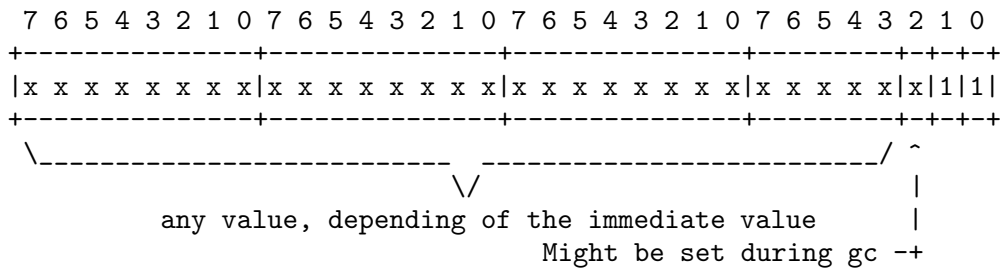 7 6 5 4 3 2 1 0 7 6 5 4 3 2 1 0 7 6 5 4 3 2 1 0 7 6 5 4 3 2 1 0
+---------------+---------------+---------------+---------+-+-+-+
|x x x x x x x x|x x x x x x x x|x x x x x x x x|x x x x x|x|1|1|
+---------------+---------------+---------------+---------+-+-+-+
\____________________________ __________________________/ ^
\/ |
any value, depending of the immediate value |
Might be set during gc -+